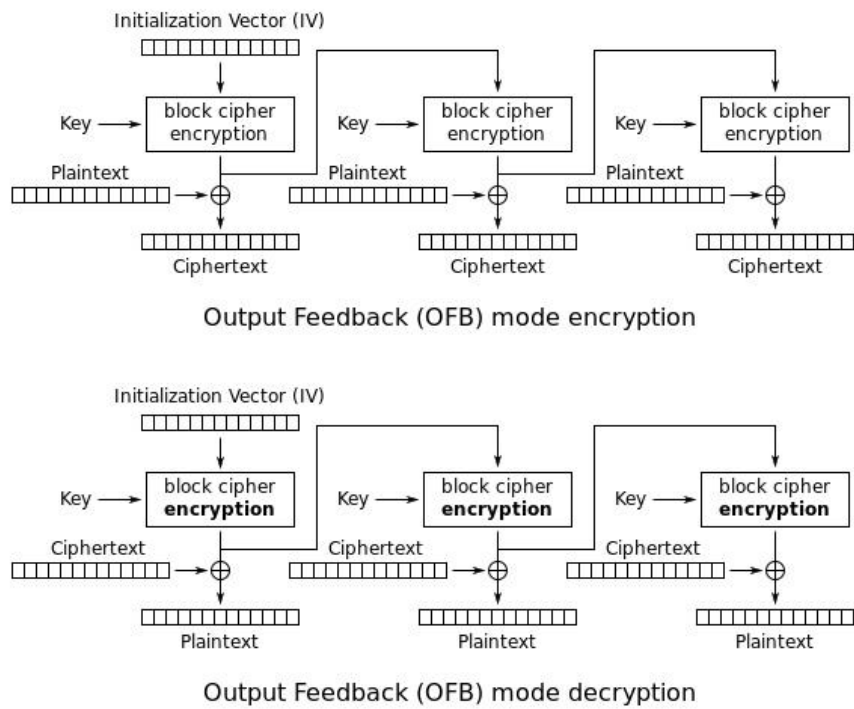 Initialization Vector (IV)
Key
block cipher
encryption
Key
block cipher
encryption
Key
block cipher
encryption
Plaintext
Plaintext
Plaintext
Ciphertext
Ciphertext
Ciphertext
Output Feedback (OFB) mode encryption
Initialization Vector (IV)
Key
block cipher
encryption
Key
block cipher
encryption
Key
block cipher
encryption
Ciphertext
Ciphertext
Ciphertext
Plaintext
Plaintext
Plaintext
Output Feedback (OFB) mode decryption